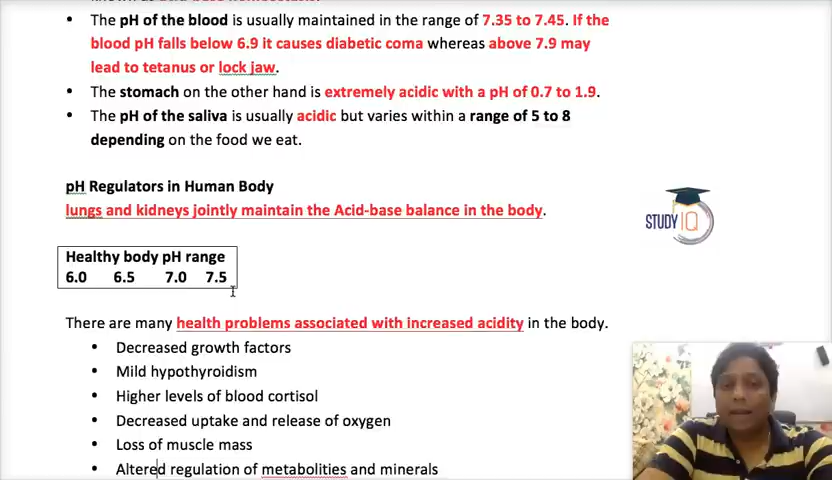 The pH of the blood is usually maintained in the range of 7.35 to 7.45. If the
blood pH falls below 6.9 it causes diabetic coma whereas above 7.9 may
lead to tetanus or lock jaw.
The stomach on the other hand is extremely acidic with a pH of 0.7 to 1.9.
The pH of the saliva is usually acidic but varies within a range of 5 to 8
depending on the food we eat.
pH Regulators in Human Body
lungs and kidneys jointly maintain the Acid-base balance in the body.
STUDY IQ
Healthy body pH range
6.0 6.5 7.0 7.5
There are many health problems associated with increased acidity in the body.
Decreased growth factors
Mild hypothyroidism
Higher levels of blood cortisol
Decreased uptake and release of oxygen
Loss of muscle mass
Altered regulation of metabolities and minerals